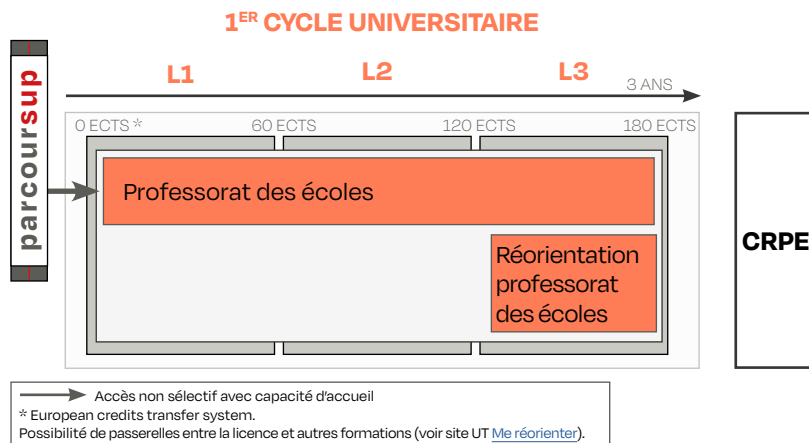 1ER CYCLE UNIVERSITAIRE
L1 L2 L3
3 ANS
parcoursup
0 ECTS * 60 ECTS 120 ECTS 180 ECTS
Professorat des écoles
Réorientation
professorat
des écoles
CRPE
Accès non sélectif avec capacité d'accueil
* European credits transfer system.
Possibilité de passerelles entre la licence et autres formations (voir site UT Me réorienter).